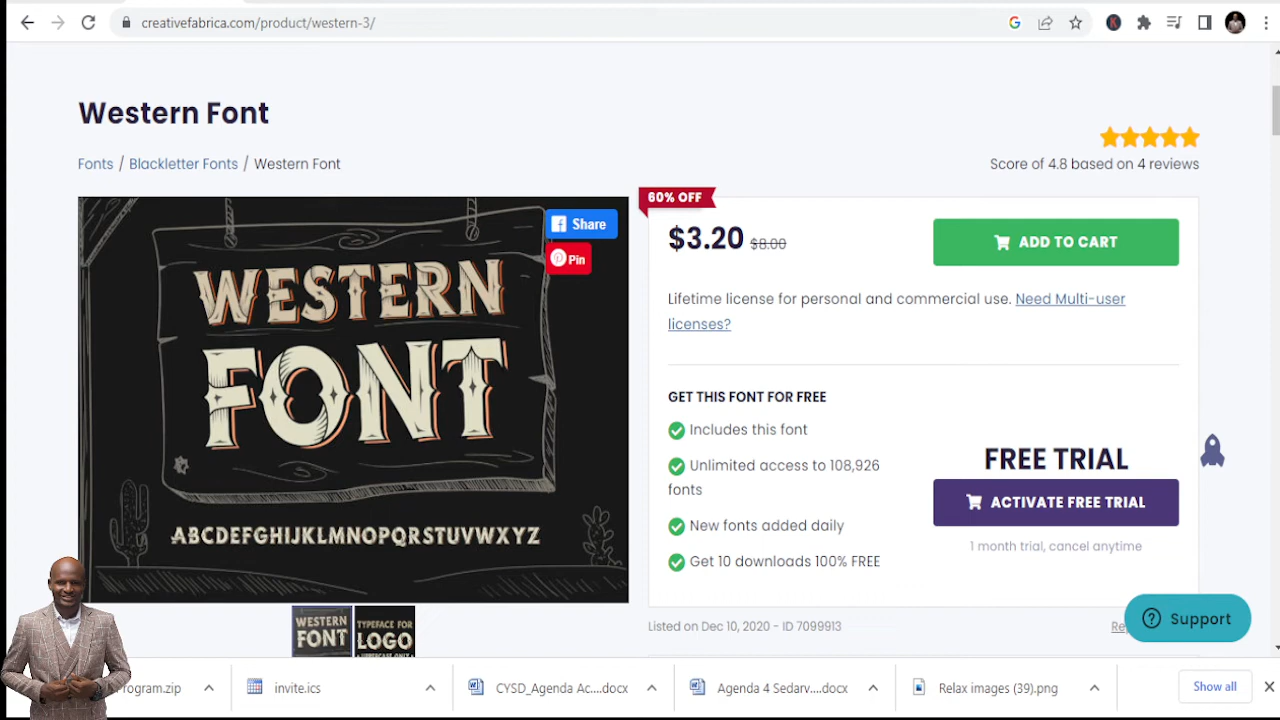 creativefabrica.com/product/western-3/
Western Font
Fonts / Blackletter Fonts / Western Font
Score of 4.8 based on 4 reviews
60% OFF
Share
Pin
WESTERN
FONT
ABCDEFGHIJKLMNOPQRSTUVWXYZ
$3.20 $8.00
ADD TO CART
Lifetime license for personal and commercial use. Need Multi-user
licenses?
GET THIS FONT FOR FREE
Includes this font
Unlimited access to 108,926
fonts
New fonts added daily
Get 10 downloads 100% FREE
FREE TRIAL
ACTIVATE FREE TRIAL
1 month trial, cancel anytime
WESTERN
FONT
TYPEFACE FOR
LOGO
Listed on Dec 10, 2020 - ID 7099913
Support
rogram.zip
invite.ics
CYSD_Agenda Ac....docx
Agenda 4 Sedarv....docx
Relax images (39).png
Show all